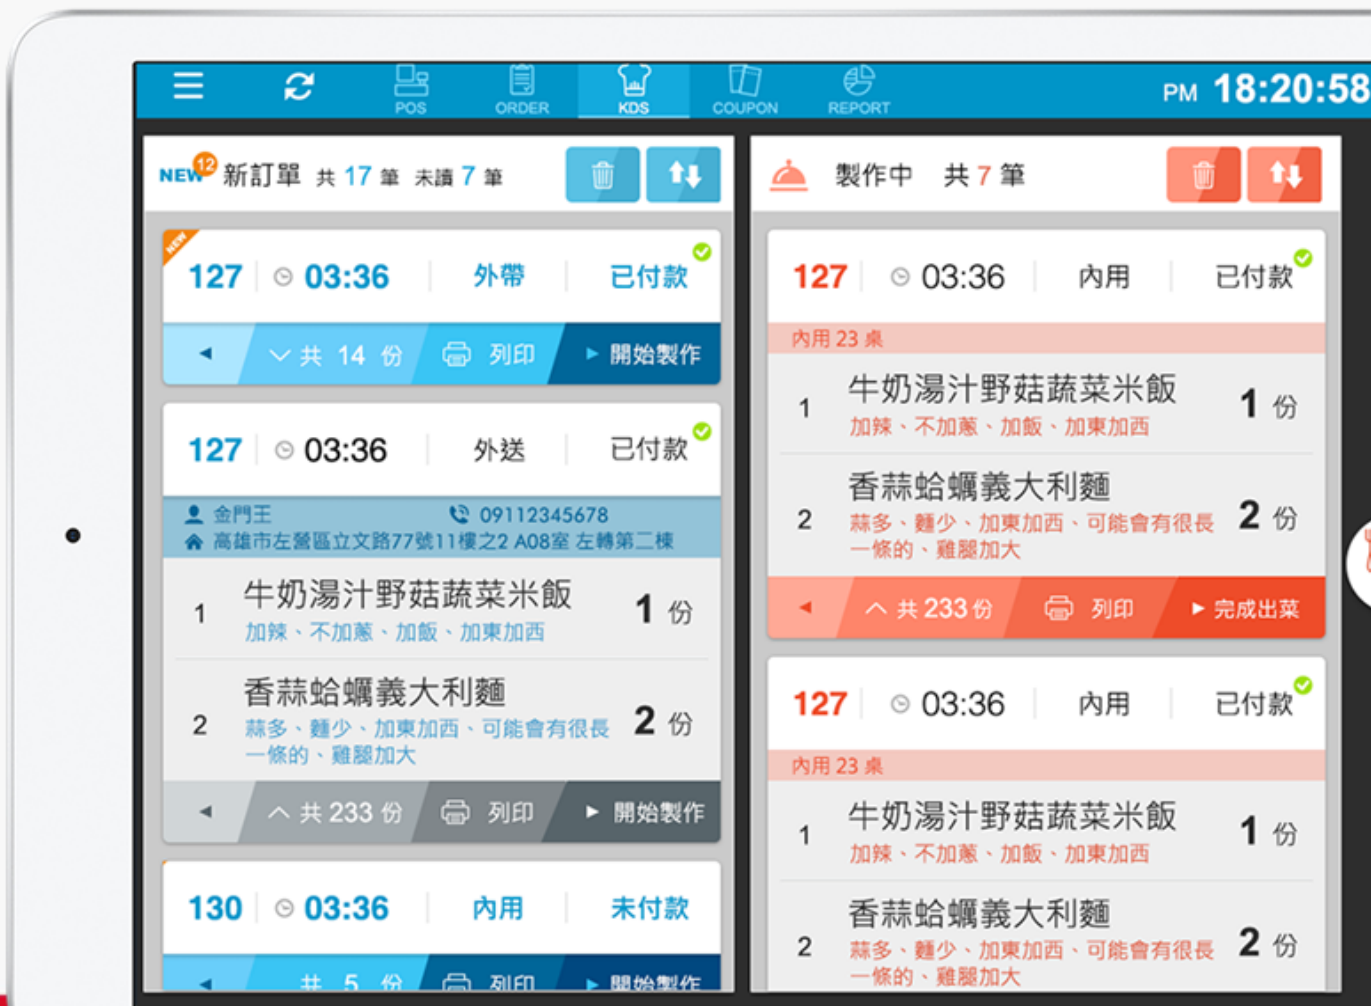 POS
ORDER
KDS
COUPON
REPORT
PM 18:20:58
NEW 12 新訂單 共 17 筆 未讀 7 筆
NEW
127 03:36 外帶 已付款
共 14 份 列印 開始製作
127 03:36 外送 已付款
金門王 09112345678
高雄市左營區立文路77號11樓之2 A08室 左轉第二棟
1 牛奶湯汁野菇蔬菜米飯 1 份
加辣、不加蔥、加飯、加東加西
2 香蒜蛤蠣義大利麵 2 份
蒜多、麵少、加東加西、可能會有很長
一條的、雞腿加大
共 233 份 列印 開始製作
130 03:36 內用 未付款
共 5 份 列印 開始製作
製作中 共 7 筆
127 03:36 內用 已付款
內用 23 桌
1 牛奶湯汁野菇蔬菜米飯 1 份
加辣、不加蔥、加飯、加東加西
2 香蒜蛤蠣義大利麵 2 份
蒜多、麵少、加東加西、可能會有很長
一條的、雞腿加大
共 233 份 列印 完成出菜
127 03:36 內用 已付款
內用 23 桌
1 牛奶湯汁野菇蔬菜米飯 1 份
加辣、不加蔥、加飯、加東加西
2 香蒜蛤蠣義大利麵 2 份
蒜多、麵少、加東加西、可能會有很長
一條的、雞腿加大